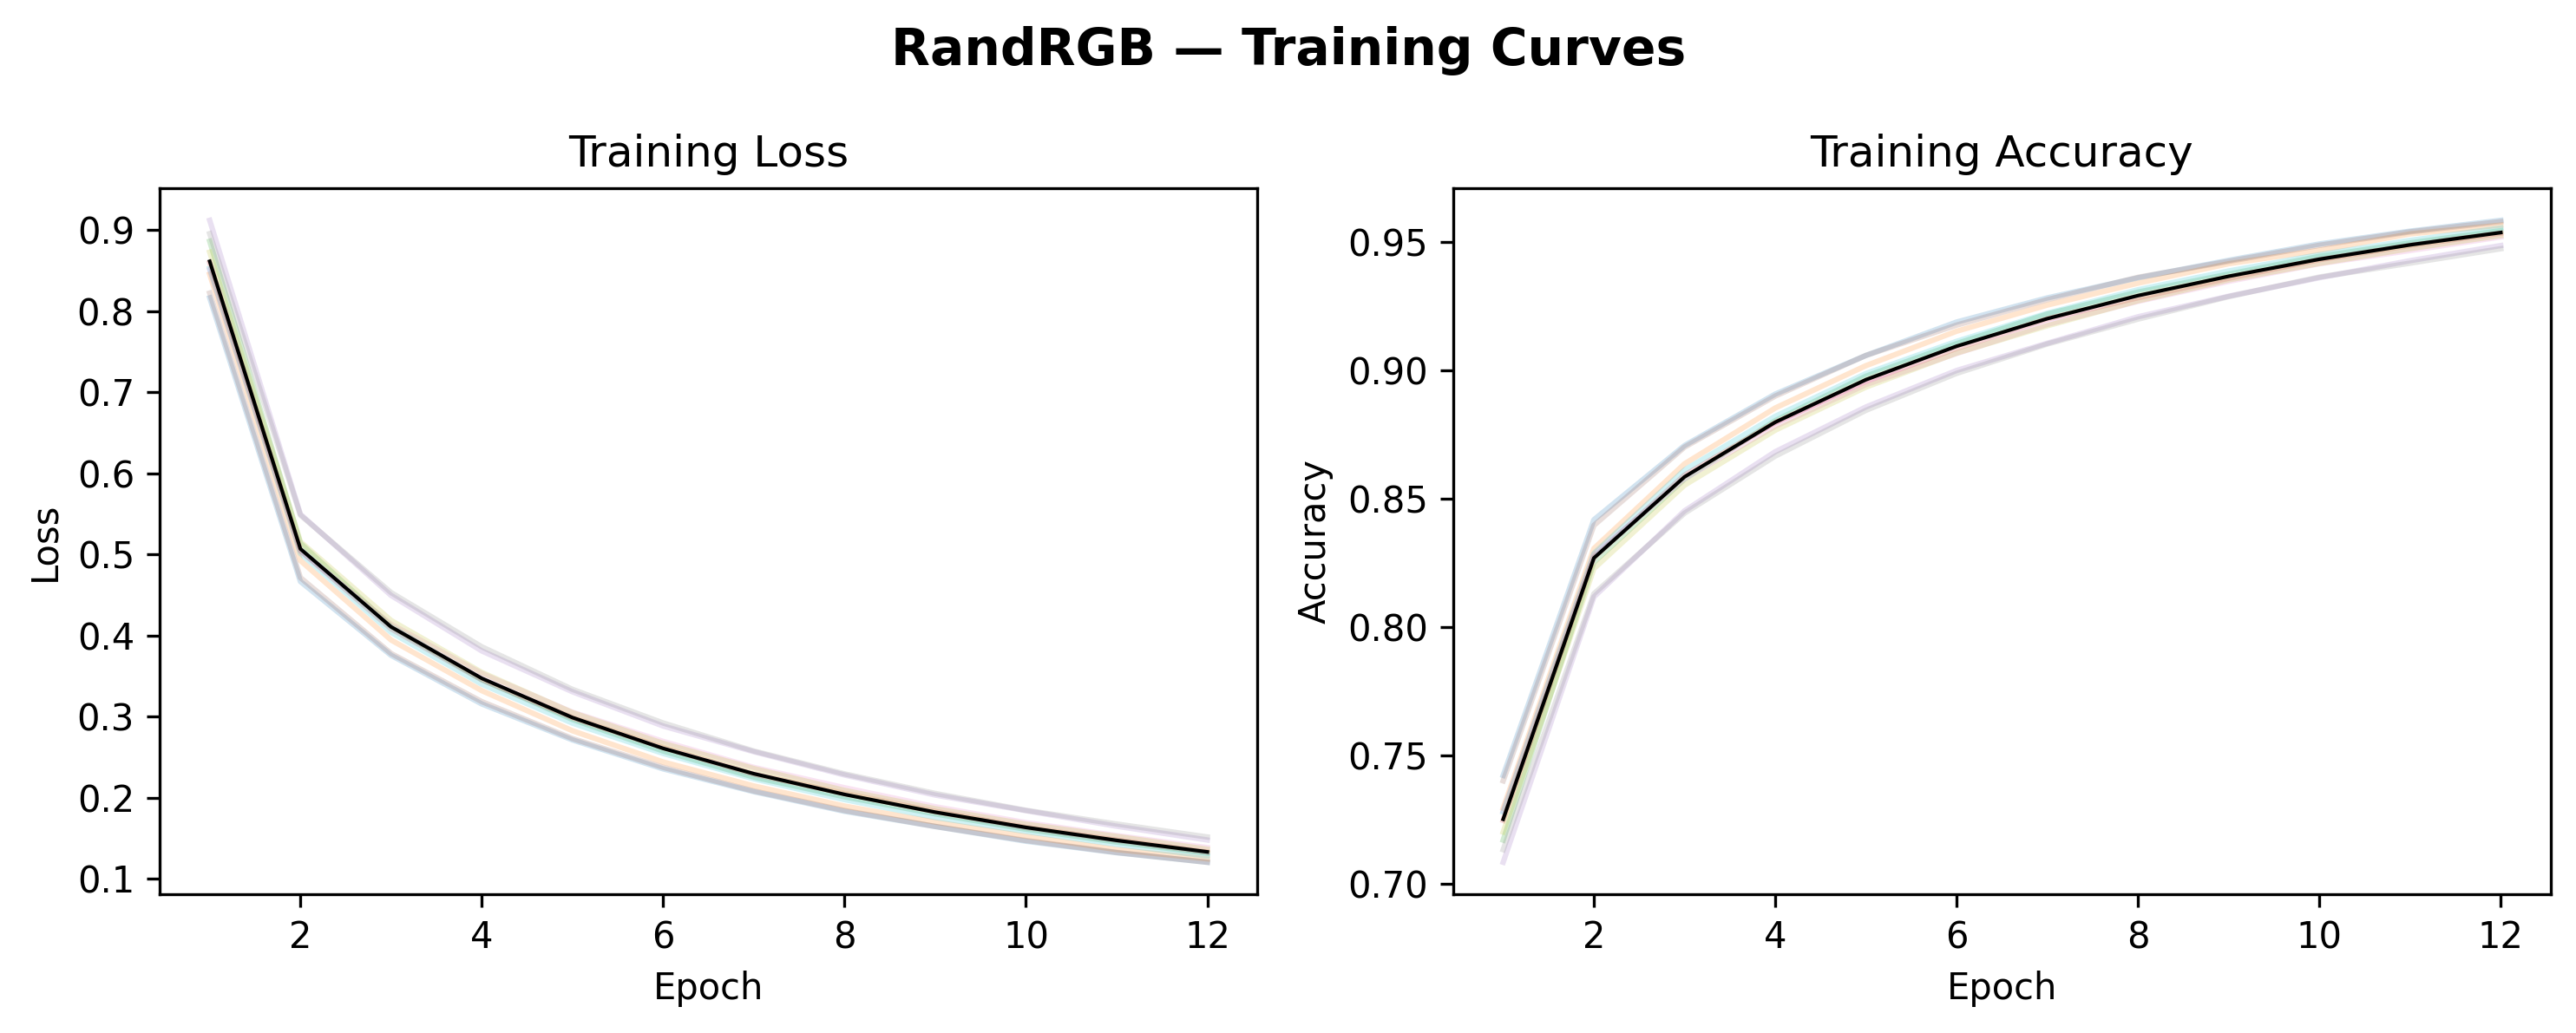 RandRGB — Training Curves
Training Loss
0.9
0.8
0.7
0.6
0.5
0.4
0.3
0.2
0.1
Loss
2 4 6 8 10 12
Epoch
Training Accuracy
0.95
0.90
0.85
0.80
0.75
0.70
Accuracy
2 4 6 8 10 12
Epoch